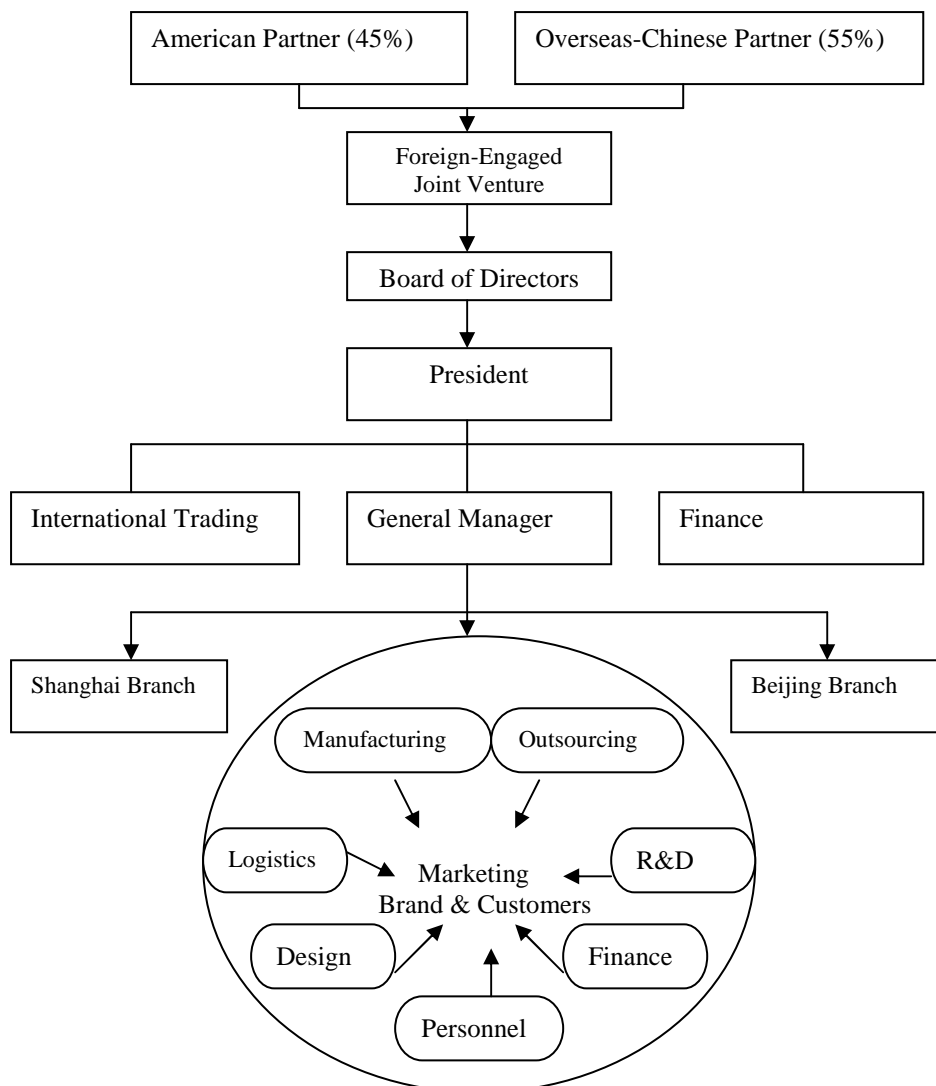 American Partner (45%)
Overseas-Chinese Partner (55%)
Foreign-Engaged
Joint Venture
Board of Directors
President
International Trading
General Manager
Finance
Shanghai Branch
Beijing Branch
Manufacturing
Outsourcing
Logistics
R&D
Marketing
Brand & Customers
Design
Finance
Personnel